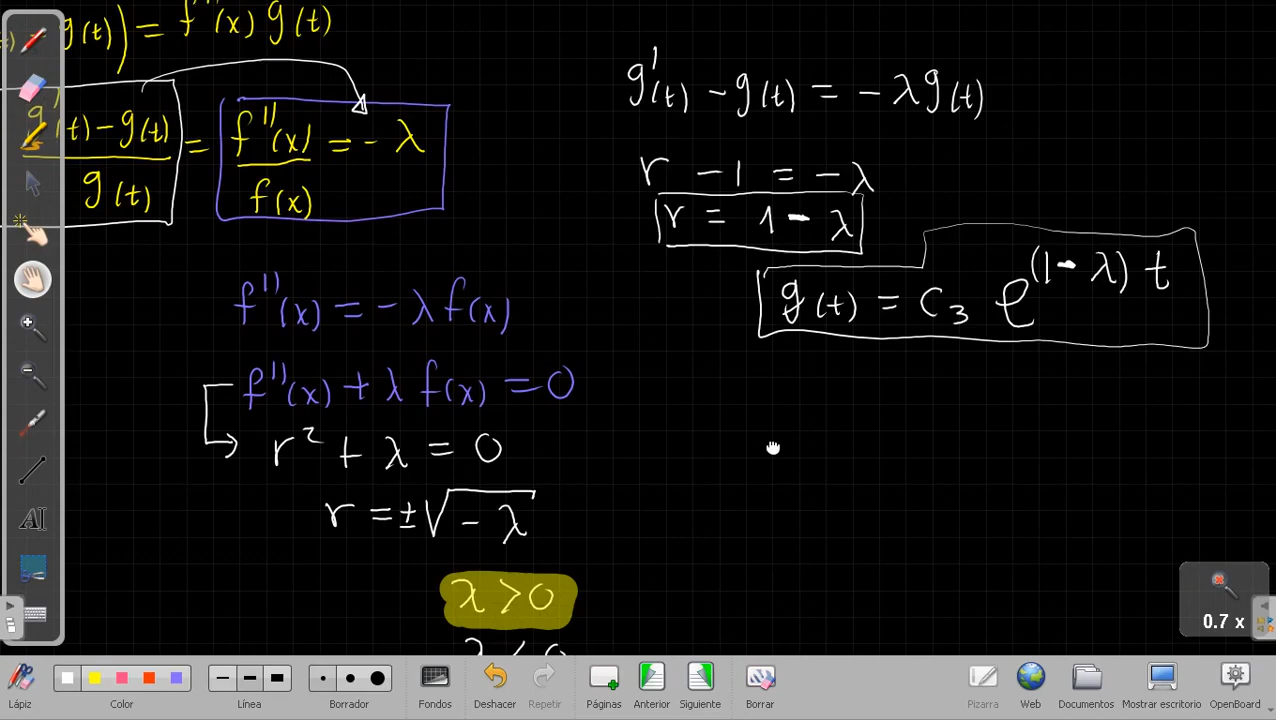 g(t)) = f''(x) g(t)
g'(t) - g(t) / g(t) = f''(x) / f(x) = - λ
f''(x) = - λ f(x)
f''(x) + λ f(x) = 0
r² + λ = 0
r = ±√-λ
λ > 0
g'(t) - g(t) = - λ g(t)
r - 1 = - λ
r = 1 - λ
g(t) = C₃ e^(1 - λ) t
0.7 x
Lápiz
Color
Línea
Borrador
Fondos
Deshacer
Repetir
Páginas
Anterior
Siguiente
Borrar
Pizarra
Web
Documentos
Mostrar escritorio
OpenBoard